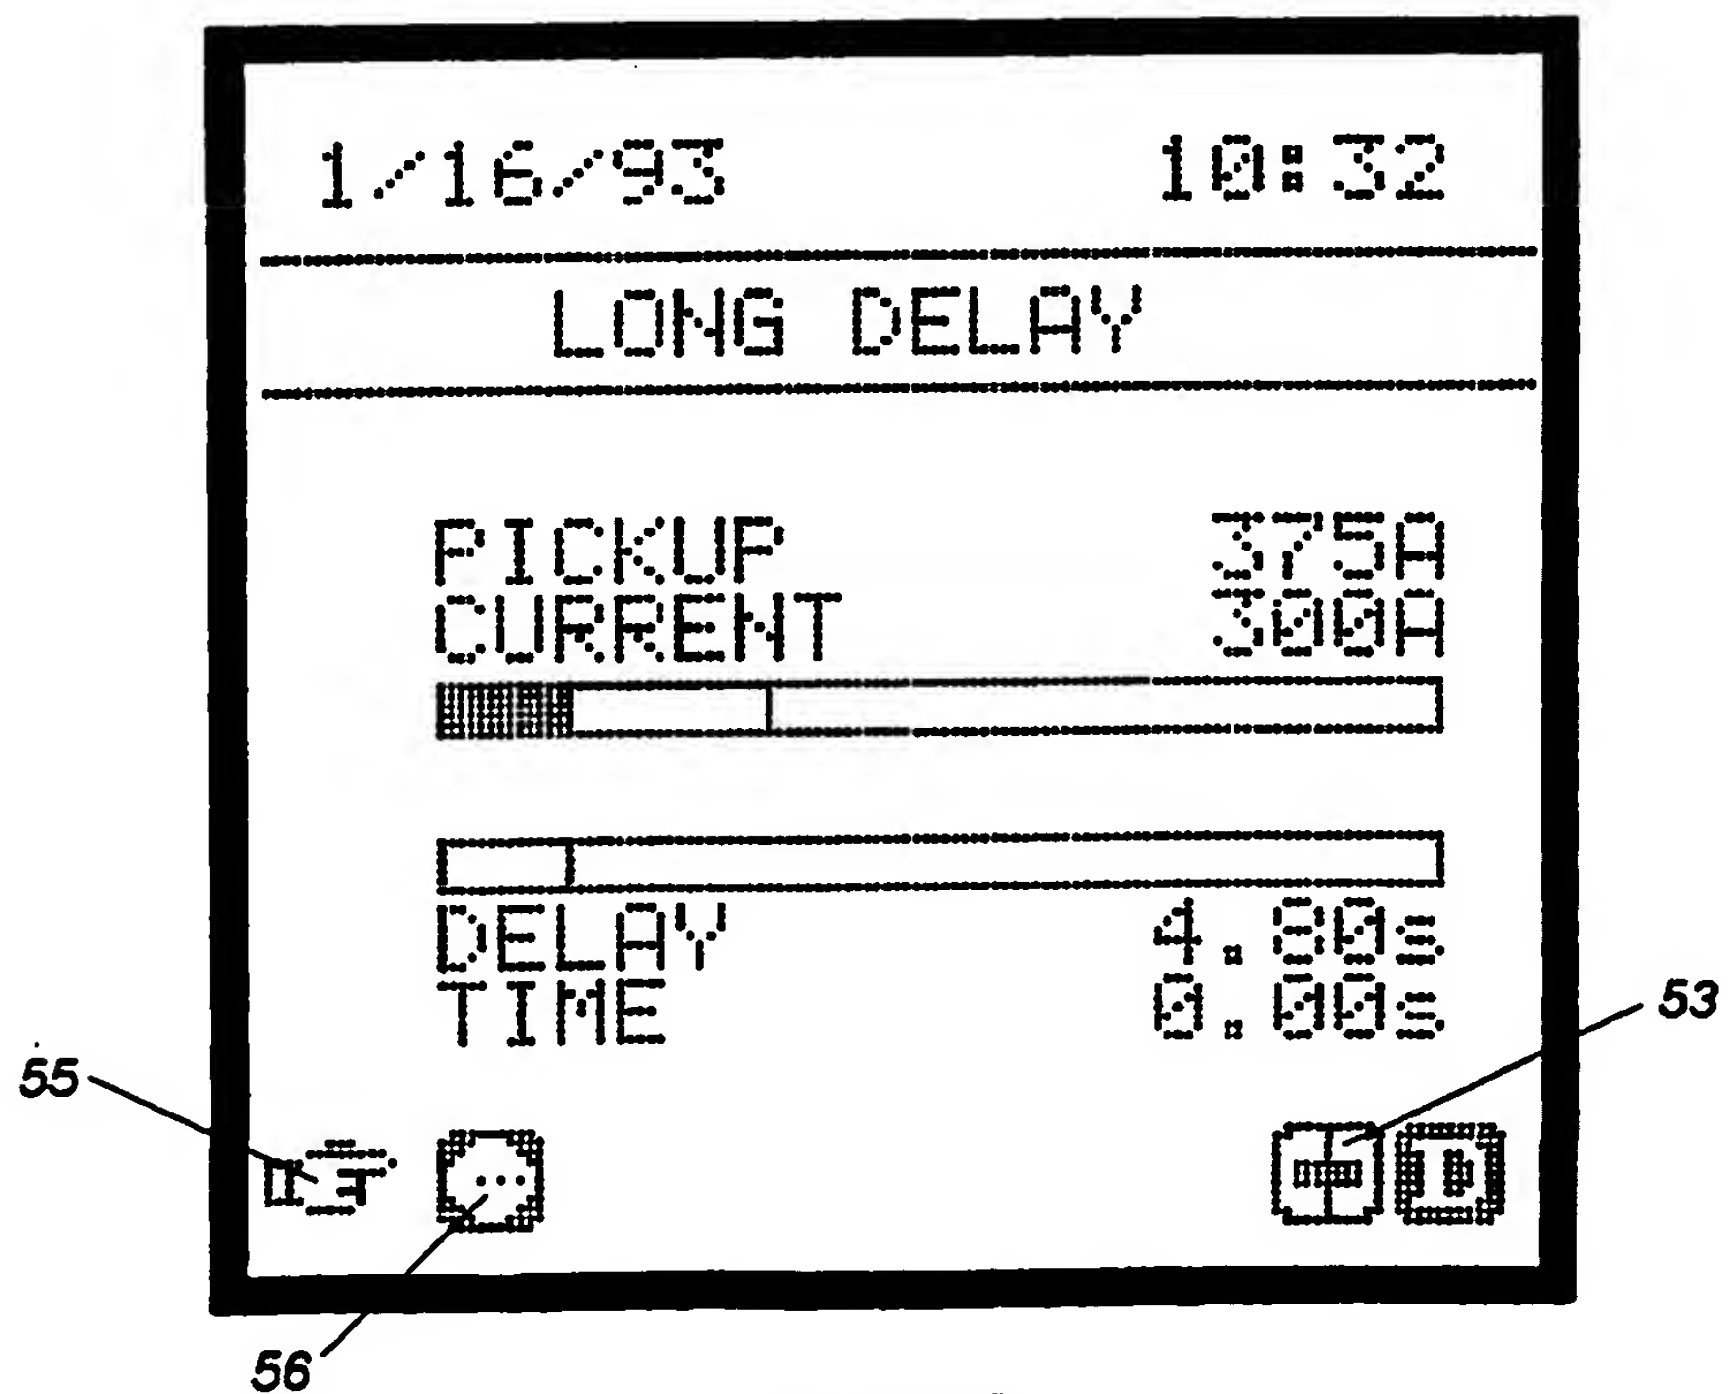 1/16/93 10:32
LONG DELAY
PICKUP 375A
CURRENT 300A
DELAY 4.80s
TIME 0.00s
53
55
... D
56